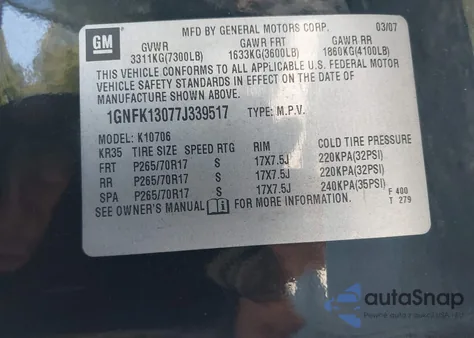 MFD BY GENERAL MOTORS CORP. 03/07
GM
GVWR GAWR FRT GAWR RR
3311KG(7300LB) 1633KG(3600LB) 1860KG(4100LB)
THIS VEHICLE CONFORMS TO ALL APPLICABLE U.S. FEDERAL MOTOR
VEHICLE SAFETY STANDARDS IN EFFECT ON THE DATE OF
MANUFACTURE SHOWN ABOVE.
1GNFK13077J339517 TYPE: M.P.V.
MODEL: K10706
KR35 TIRE SIZE SPEED RTG RIM COLD TIRE PRESSURE
FRT P265/70R17 S 17X7.5J 220KPA(32PSI)
RR P265/70R17 S 17X7.5J 220KPA(32PSI)
SPA P265/70R17 S 17X7.5J 240KPA(35PSI)
SEE OWNER'S MANUAL FOR MORE INFORMATION.
F 400
T 279
autoSnap